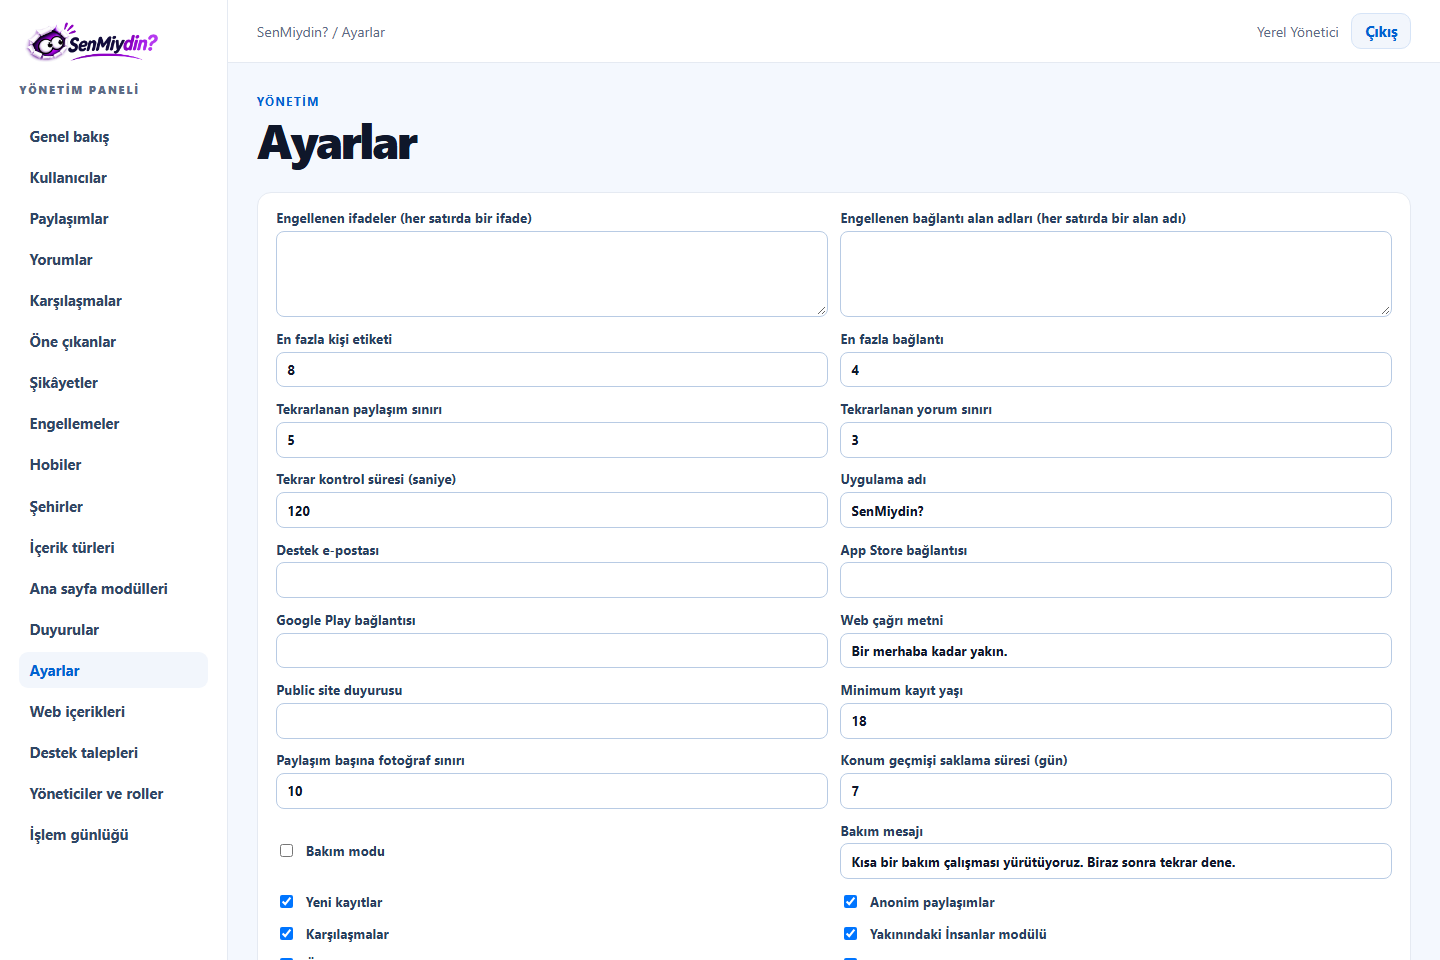 SenMiydin?
YÖNETİM PANELİ
Genel bakış
Kullanıcılar
Paylaşımlar
Yorumlar
Karşılaşmalar
Öne çıkanlar
Şikâyetler
Engellemeler
Hobiler
Şehirler
İçerik türleri
Ana sayfa modülleri
Duyurular
Ayarlar
Web içerikleri
Destek talepleri
Yöneticiler ve roller
İşlem günlüğü
SenMiydin? / Ayarlar
Yerel Yönetici
Çıkış
YÖNETİM
Ayarlar
Engellenen ifadeler (her satırda bir ifade)
Engellenen bağlantı alan adları (her satırda bir alan adı)
En fazla kişi etiketi
8
En fazla bağlantı
4
Tekrarlanan paylaşım sınırı
5
Tekrarlanan yorum sınırı
3
Tekrar kontrol süresi (saniye)
120
Uygulama adı
SenMiydin?
Destek e-postası
App Store bağlantısı
Google Play bağlantısı
Web çağrı metni
Bir merhaba kadar yakın.
Public site duyurusu
Minimum kayıt yaşı
18
Paylaşım başına fotoğraf sınırı
10
Konum geçmişi saklama süresi (gün)
7
Bakım modu
Bakım mesajı
Kısa bir bakım çalışması yürütüyoruz. Biraz sonra tekrar dene.
Yeni kayıtlar
Anonim paylaşımlar
Karşılaşmalar
Yakınındaki İnsanlar modülü